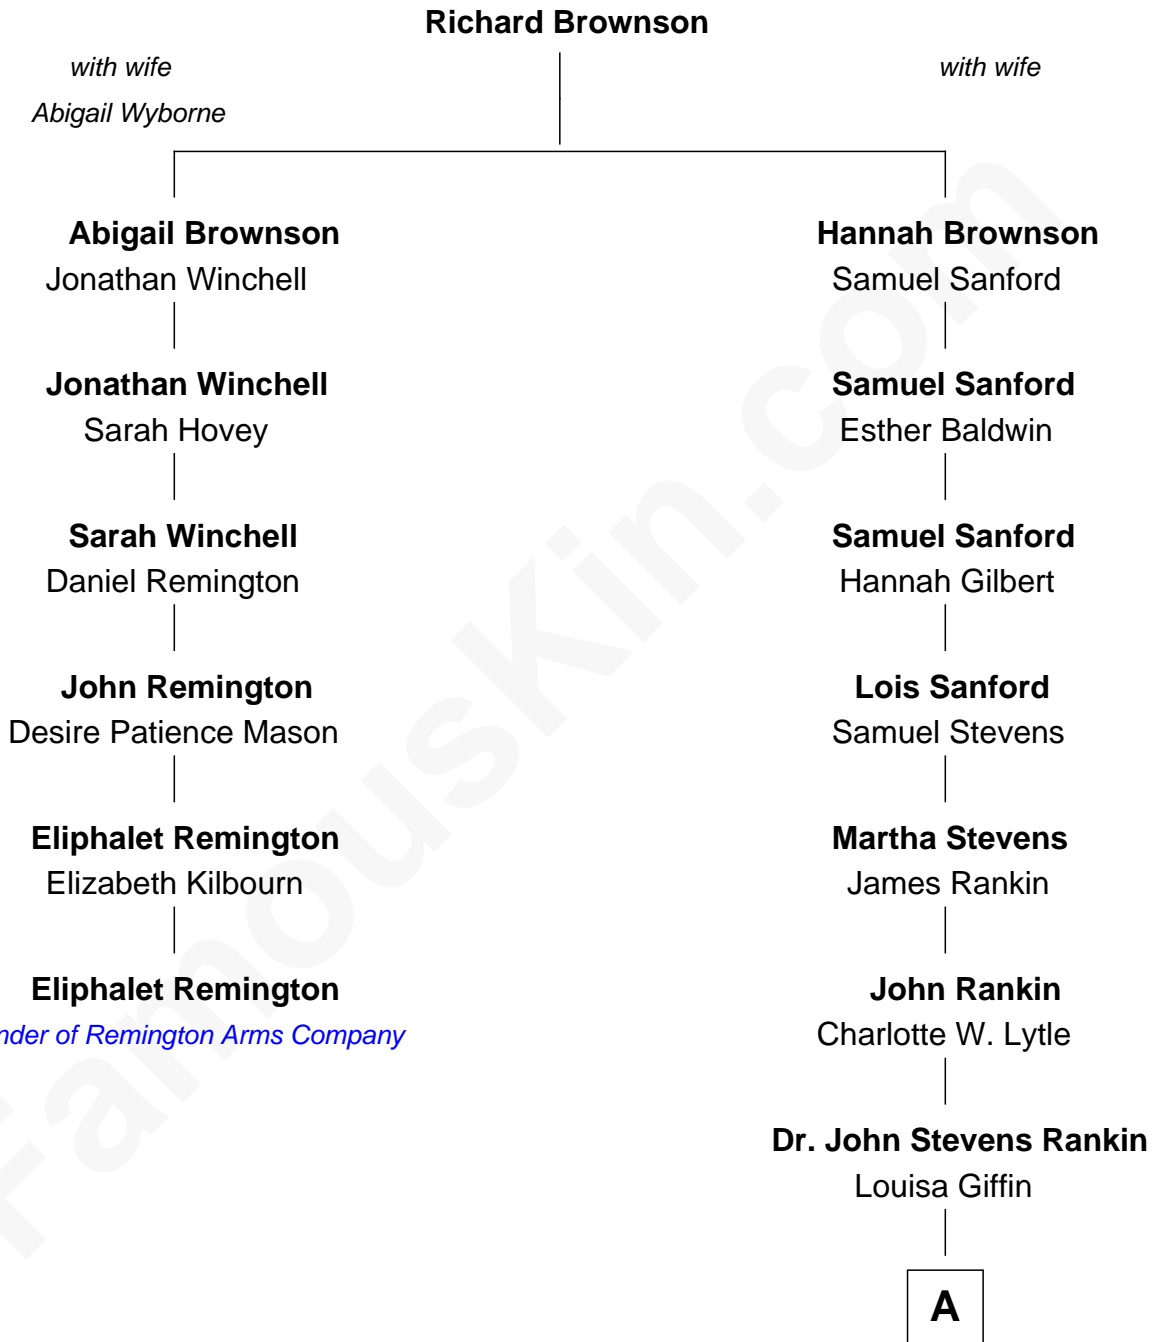 Richard Brownson
with wife
Abigail Wyborne
with wife
Abigail Brownson
Jonathan Winchell
Jonathan Winchell
Sarah Hovey
Sarah Winchell
Daniel Remington
John Remington
Desire Patience Mason
Eliphalet Remington
Elizabeth Kilbourn
Eliphalet Remington
nder of Remington Arms Company
Hannah Brownson
Samuel Sanford
Samuel Sanford
Esther Baldwin
Samuel Sanford
Hannah Gilbert
Lois Sanford
Samuel Stevens
Martha Stevens
James Rankin
John Rankin
Charlotte W. Lytle
Dr. John Stevens Rankin
Louisa Giffin
A
FamousKin.com